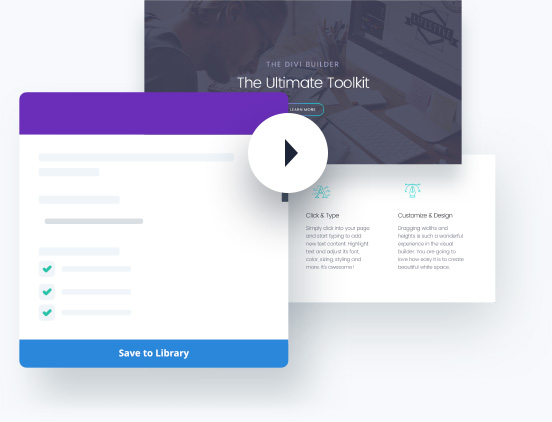 THE DIVI BUILDER
The Ultimate Toolkit
LEARN MORE
Click & Type
Simply click into your page
and start typing to add
new text content. Highlight
text and adjust its font,
color, sizing, styling and
more. It's awesome!
Customize & Design
Dragging widths and
heights is such a wonderful
experience in the visual
builder. You are going to
love how easy it is to create
beautiful white space.
Save to Library